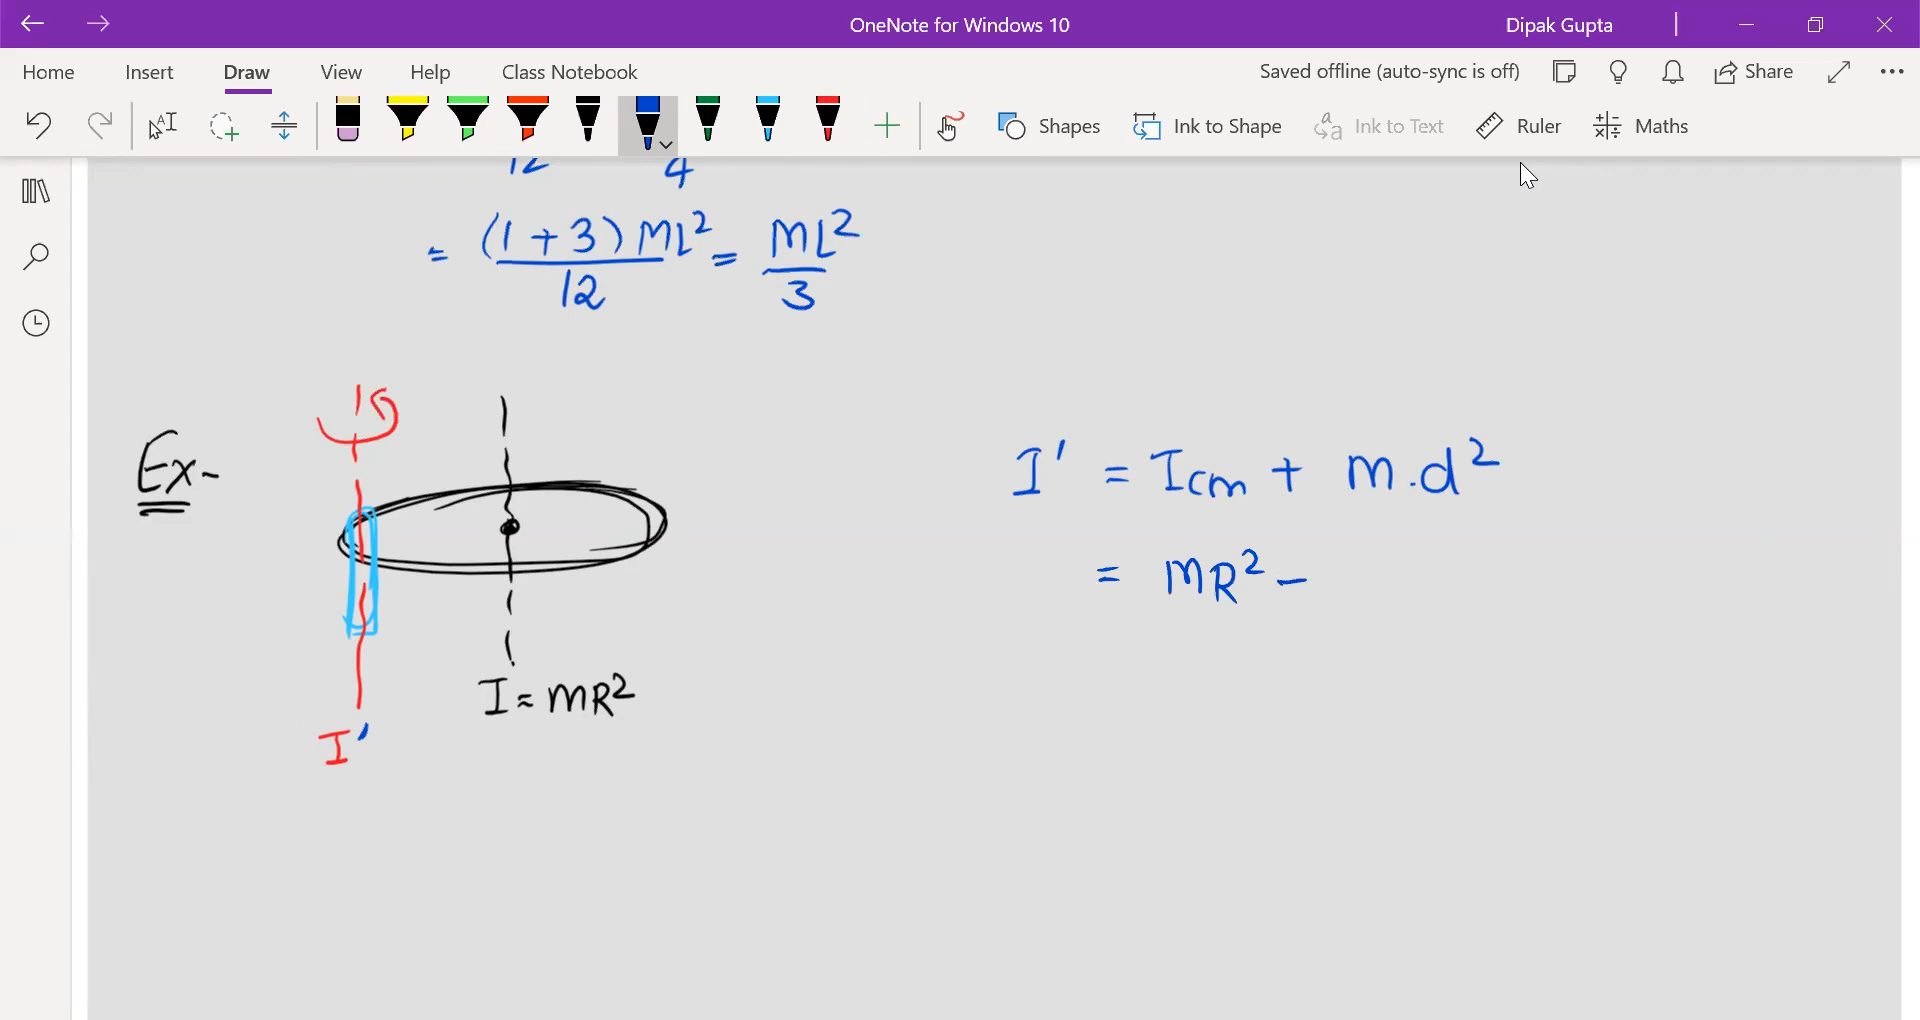 OneNote for Windows 10
Dipak Gupta
Home Insert Draw View Help Class Notebook
Saved offline (auto-sync is off) Share
Shapes Ink to Shape Ink to Text Ruler Maths
12 4
= (1+3)ML² / 12 = ML² / 3
Ex-
I' = Icm + m.d²
= MR² -
I = MR²
I'